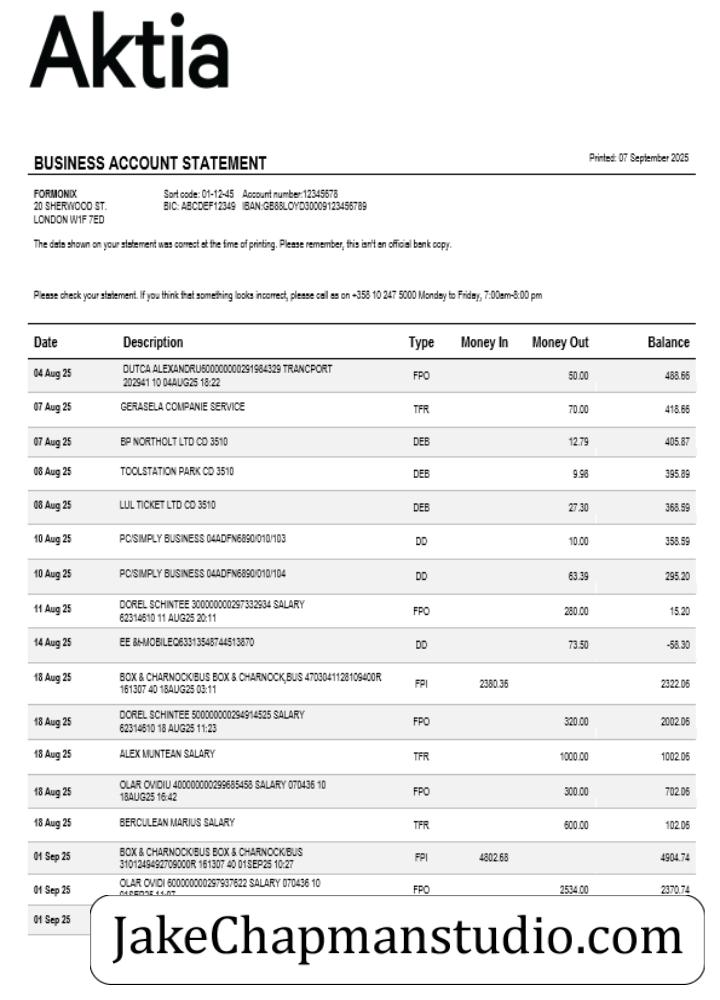 Aktia
BUSINESS ACCOUNT STATEMENT
Printed: 07 September 2025
FORMONIX Sort code: 01-12-45 Account number:12345678
20 SHERWOOD ST. BIC: ABCDEF12349 IBAN:GB88LOYD30009123456789
LONDON W1F 7ED
The data shown on your statement was correct at the time of printing. Please remember, this isn't an official bank copy.
Please check your statement. If you think that something looks incorrect, please call as on +358 10 247 5000 Monday to Friday, 7:00am-8:00 pm
Date Description Type Money In Money Out Balance
04 Aug 25 DUTCA ALEXANDRU600000000291984329 TRANCPORT FPO 50.00 488.66
202941 10 04AUG25 18:22
07 Aug 25 GERASELA COMPANIE SERVICE TFR 70.00 418.66
07 Aug 25 BP NORTHOLT LTD CD 3510 DEB 12.79 405.87
08 Aug 25 TOOLSTATION PARK CD 3510 DEB 9.98 395.89
08 Aug 25 LUL TICKET LTD CD 3510 DEB 27.30 368.59
10 Aug 25 PC/SIMPLY BUSINESS 04ADFN6890/010/103 DD 10.00 358.59
10 Aug 25 PC/SIMPLY BUSINESS 04ADFN6890/010/104 DD 63.39 295.20
11 Aug 25 DOREL SCHINTEE 300000000297332934 SALARY FPO 280.00 15.20
62314610 11 AUG25 20:11
14 Aug 25 EE &t-MOBILEQ63313548744513870 DD 73.50 -58.30
18 Aug 25 BOX & CHARNOCK/BUS BOX & CHARNOCK,BUS 4703041128109400R FPI 2380.36 2322.06
161307 40 18AUG25 03:11
18 Aug 25 DOREL SCHINTEE 500000000294914525 SALARY FPO 320.00 2002.06
62314610 18 AUG25 11:23
18 Aug 25 ALEX MUNTEAN SALARY TFR 1000.00 1002.06
18 Aug 25 OLAR OVIDIU 400000000299685458 SALARY 070436 10 FPO 300.00 702.06
18AUG25 16:42
18 Aug 25 BERCULEAN MARIUS SALARY TFR 600.00 102.06
01 Sep 25 BOX & CHARNOCK/BUS BOX & CHARNOCK/BUS FPI 4802.68 4904.74
3101249492709000R 161307 40 01SEP25 10:27
01 Sep 25 OLAR OVIDI 600000000297937622 SALARY 070436 10 FPO 2534.00 2370.74
01 Sep 25
JakeChapmanstudio.com